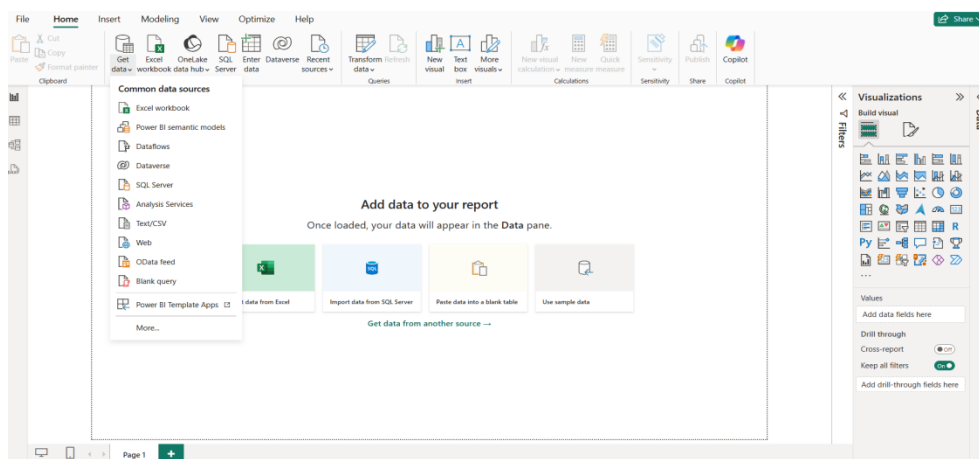 File Home Insert Modeling View Optimize Help Share
Paste Cut
Copy
Format painter
Clipboard
Get data
Excel workbook
OneLake data hub
SQL Server
Enter data
Dataverse
Recent sources
Transform data
Refresh
Queries
New visual
Text box
More visuals
Insert
New visual calculation
New measure
Quick measure
Calculations
Sensitivity
Sensitivity
Publish
Share
Copilot
Copilot
Common data sources
Excel workbook
Power BI semantic models
Dataflows
Dataverse
SQL Server
Analysis Services
Text/CSV
Web
OData feed
Blank query
Power BI Template Apps
More...
Add data to your report
Once loaded, your data will appear in the Data pane.
X
SQL
t data from Excel
Import data from SQL Server
Paste data into a blank table
Use sample data
Get data from another source →
Filters
Visualizations
Build visual
123
R
Py
...
Values
Add data fields here
Drill through
Cross-report Off
Keep all filters On
Add drill-through fields here
Page 1